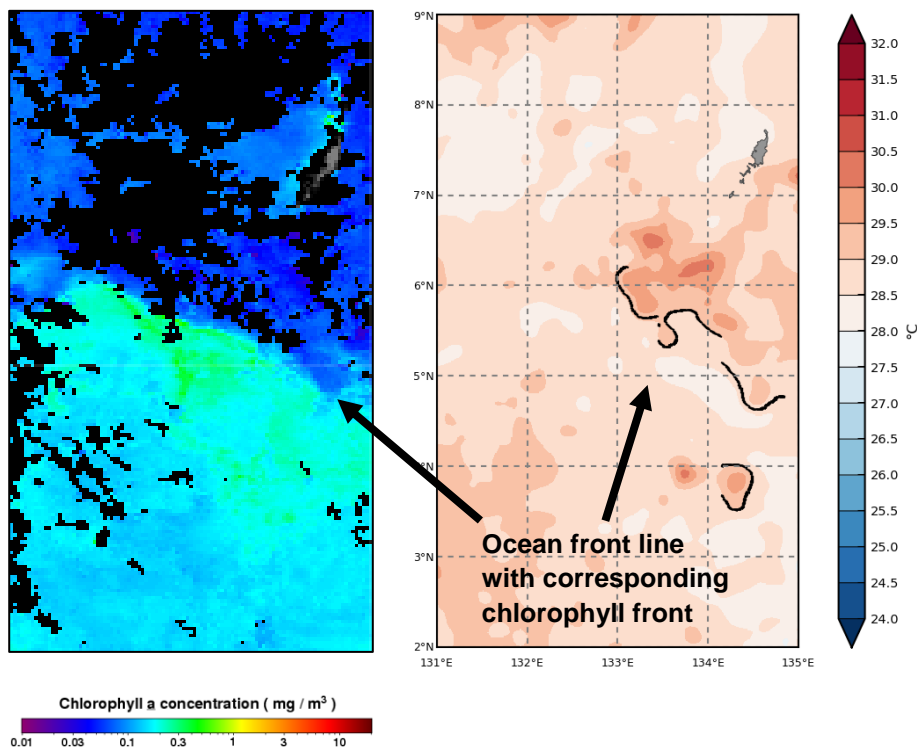 9°N
8°N
7°N
6°N
5°N
3°N
2°N
131°E
132°E
133°E
134°E
135°E
Ocean front line
with corresponding
chlorophyll front
32.0
31.5
30.5
30.0
29.5
29.0
28.5
28.0
27.5
27.0
26.5
26.0
25.5
25.0
24.5
24.0
°C
Chlorophyll a concentration ( mg / m³ )
0.01 0.03 0.1 0.3 1 3 10